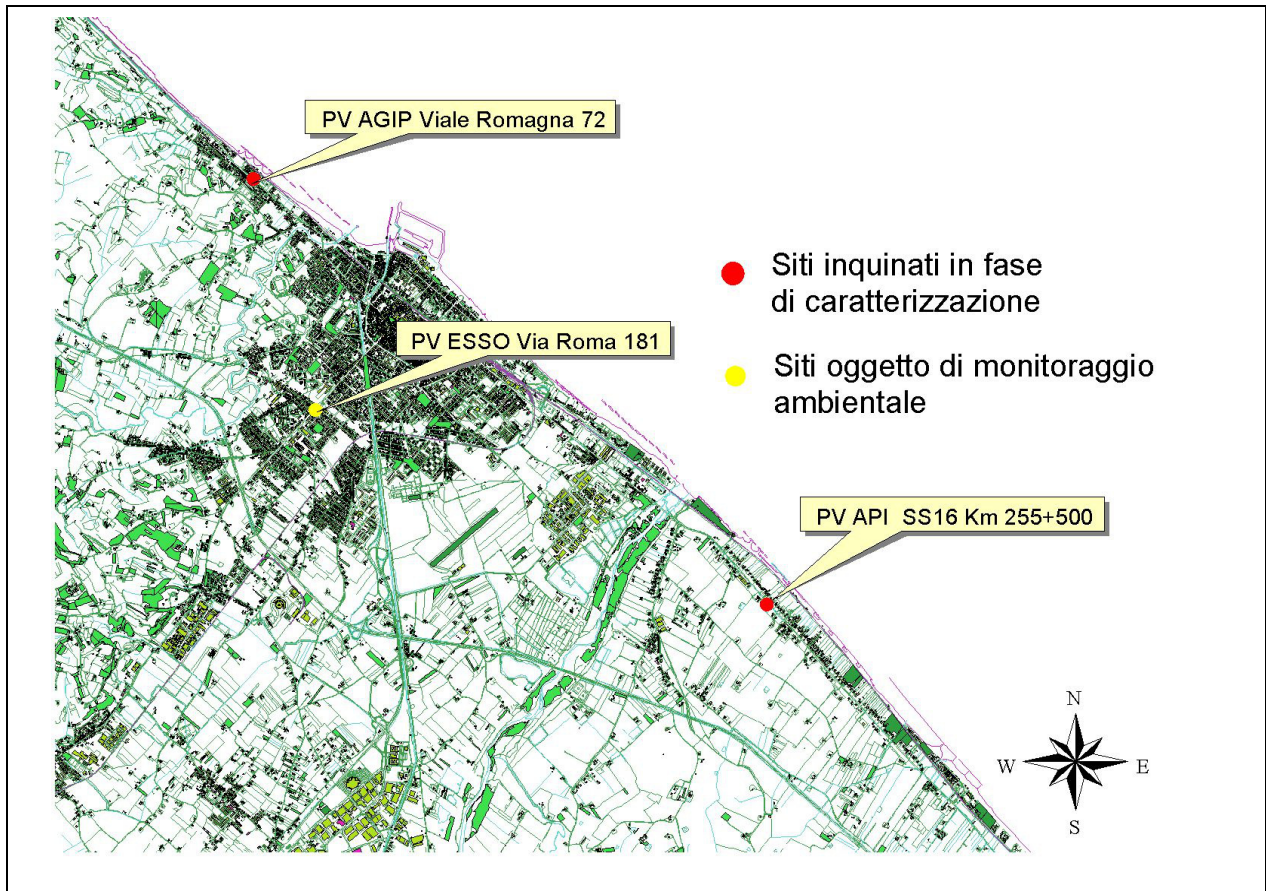 PV AGIP Viale Romagna 72
Siti inquinati in fase
di caratterizzazione
PV ESSO Via Roma 181
Siti oggetto di monitoraggio
ambientale
PV API SS16 Km 255+500
N
W
E
S